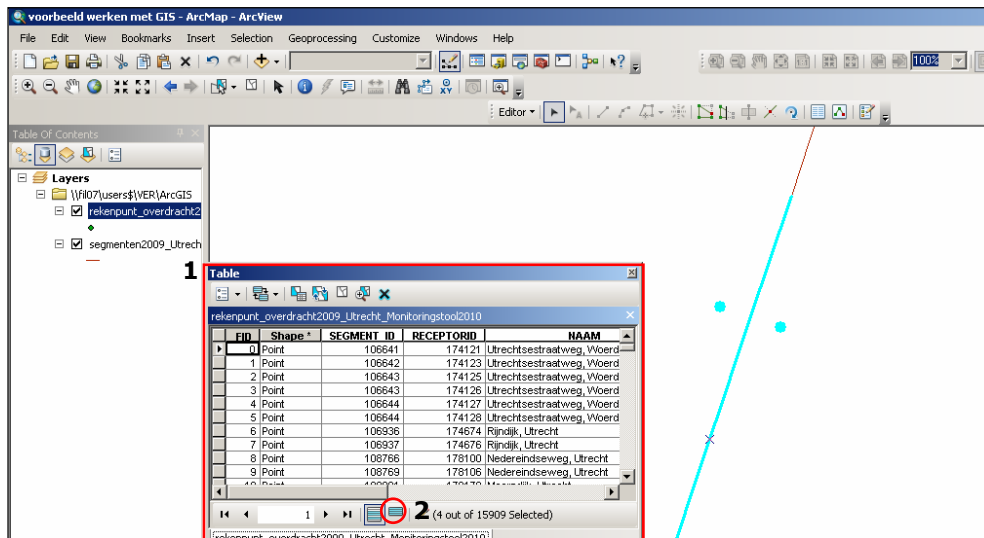 voorbeeld werken met GIS - ArcMap - ArcView
File Edit View Bookmarks Insert Selection Geoprocessing Customize Windows Help
100%
Editor
Table Of Contents
Layers
\\fil07\users$\VER\ArcGIS
rekenpunt_overdracht2
segmenten2009_Utrech
1
Table
rekenpunt_overdracht2009_Utrecht_Monitoringstool2010
FID Shape * SEGMENT_ID RECEPTORID NAAM
0 Point 106641 174121 Utrechtsestraatweg, Woerd
1 Point 106642 174123 Utrechtsestraatweg, Woerd
2 Point 106643 174125 Utrechtsestraatweg, Woerd
3 Point 106643 174126 Utrechtsestraatweg, Woerd
4 Point 106644 174127 Utrechtsestraatweg, Woerd
5 Point 106644 174128 Utrechtsestraatweg, Woerd
6 Point 106936 174674 Rijndijk, Utrecht
7 Point 106937 174676 Rijndijk, Utrecht
8 Point 108766 178100 Nedereindseweg, Utrecht
9 Point 108769 178106 Nedereindseweg, Utrecht
10 Point
1 2 (4 out of 15909 Selected)
rekenpunt_overdracht2009_Utrecht_Monitoringstool2010